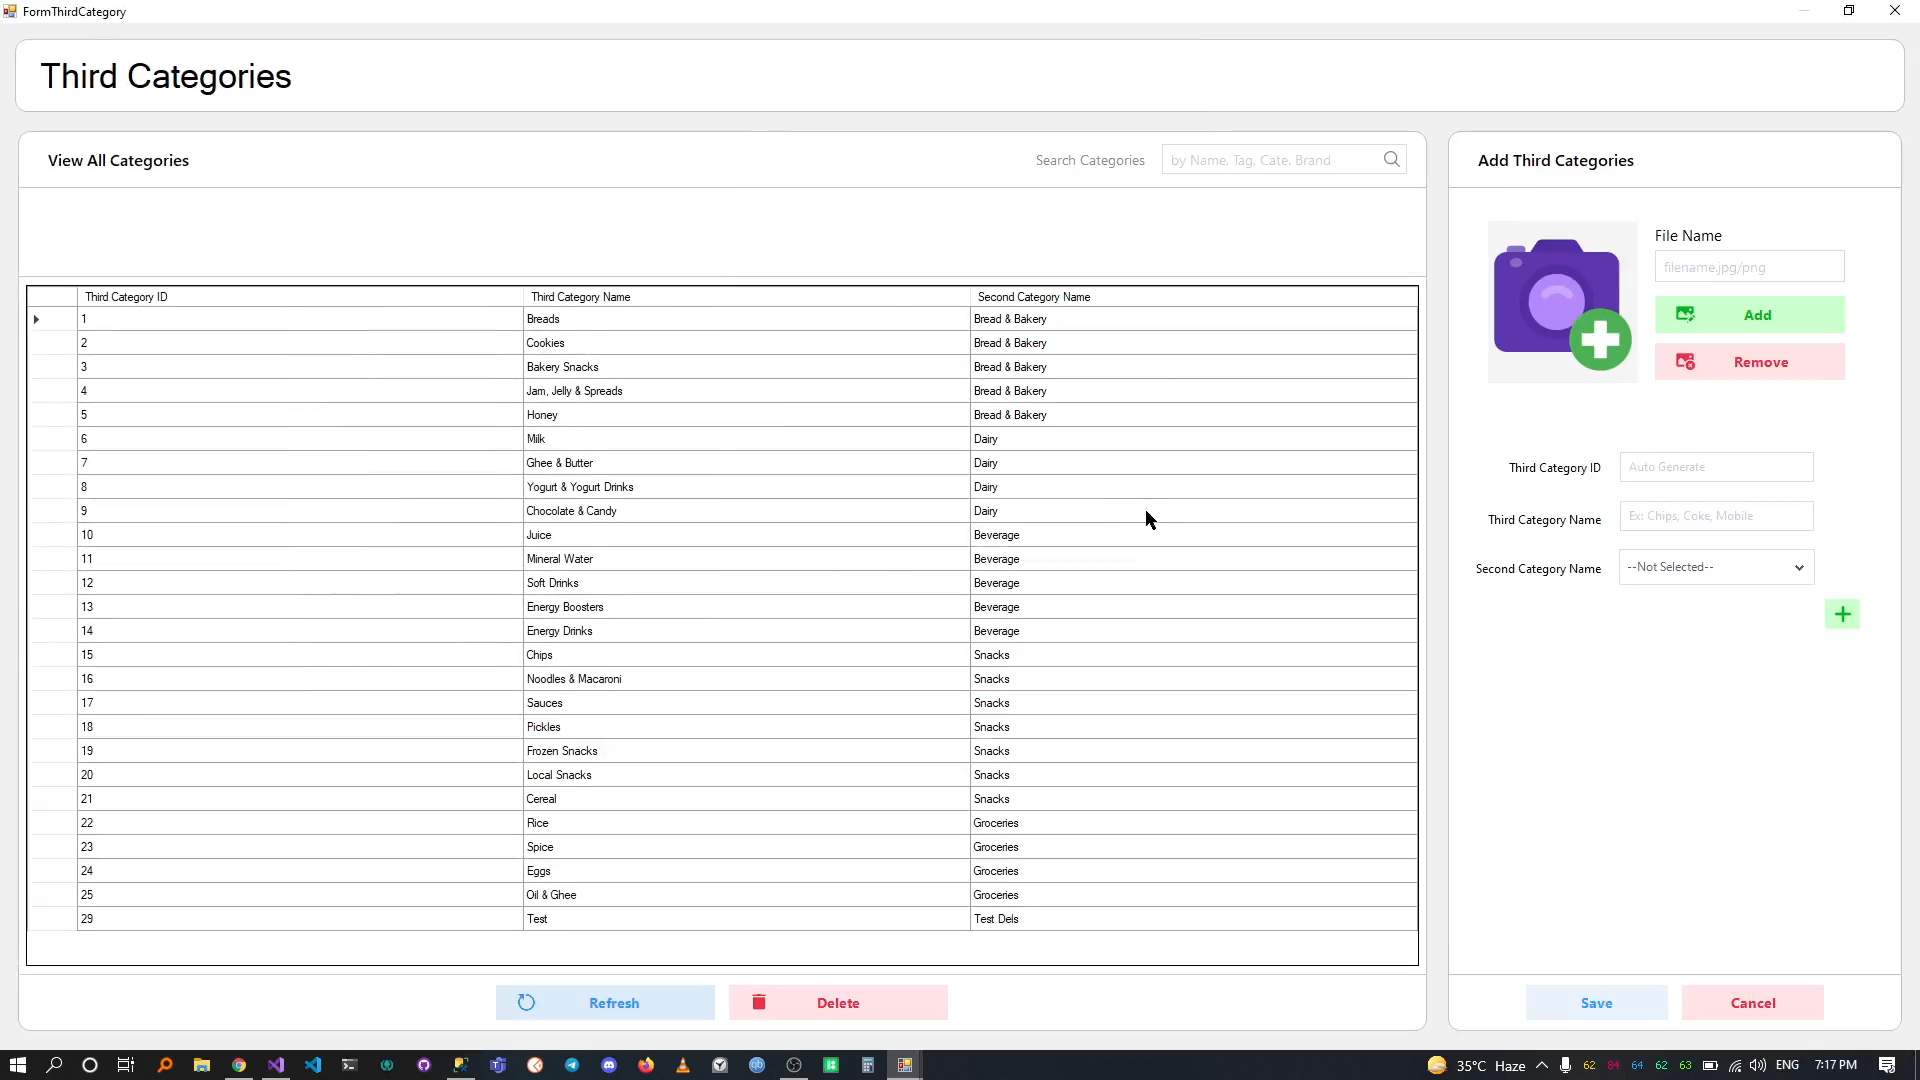 FormThirdCategory
Third Categories
View All Categories
Search Categories
by Name, Tag, Cate. Brand
Add Third Categories
File Name
filename.jpg/png
Add
Remove
Third Category ID Third Category Name Second Category Name
1 Breads Bread & Bakery
2 Cookies Bread & Bakery
3 Bakery Snacks Bread & Bakery
4 Jam, Jelly & Spreads Bread & Bakery
5 Honey Bread & Bakery
6 Milk Dairy
7 Ghee & Butter Dairy
8 Yogurt & Yogurt Drinks Dairy
9 Chocolate & Candy Dairy
10 Juice Beverage
11 Mineral Water Beverage
12 Soft Drinks Beverage
13 Energy Boosters Beverage
14 Energy Drinks Beverage
15 Chips Snacks
16 Noodles & Macaroni Snacks
17 Sauces Snacks
18 Pickles Snacks
19 Frozen Snacks Snacks
20 Local Snacks Snacks
21 Cereal Snacks
22 Rice Groceries
23 Spice Groceries
24 Eggs Groceries
25 Oil & Ghee Groceries
29 Test Test Dels
Third Category ID Auto Generate
Third Category Name Ex: Chips, Coke, Mobile
Second Category Name --Not Selected--
Refresh
Delete
Save
Cancel
35°C Haze 62 84 64 62 63 ENG 7:17 PM